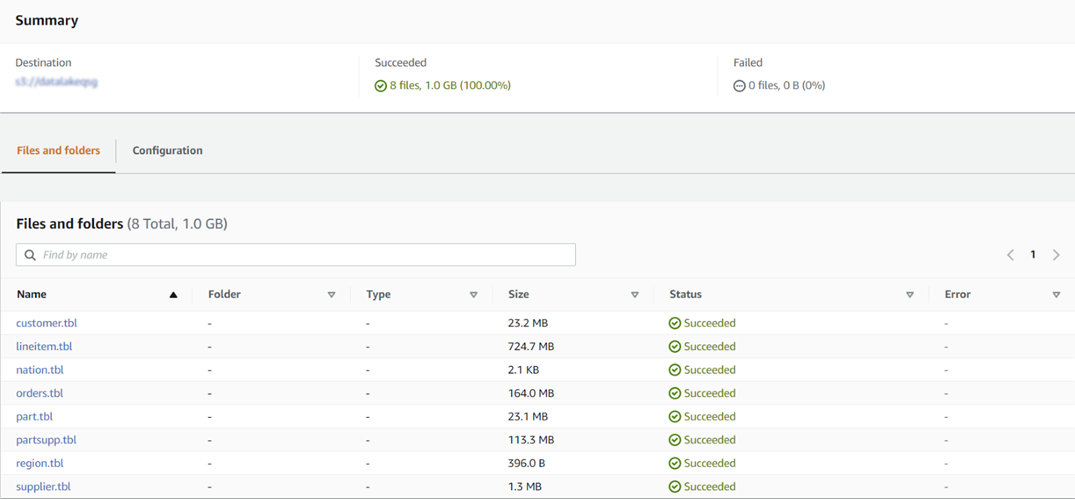 Summary
Destination Succeeded Failed
s3://datalakeqsg 8 files, 1.0 GB (100.00%) 0 files, 0 B (0%)
Files and folders Configuration
Files and folders (8 Total, 1.0 GB)
Find by name 1
Name Folder Type Size Status Error
customer.tbl - - 23.2 MB Succeeded -
lineitem.tbl - - 724.7 MB Succeeded -
nation.tbl - - 2.1 KB Succeeded -
orders.tbl - - 164.0 MB Succeeded -
part.tbl - - 23.1 MB Succeeded -
partsupp.tbl - - 113.3 MB Succeeded -
region.tbl - - 396.0 B Succeeded -
supplier.tbl - - 1.3 MB Succeeded -